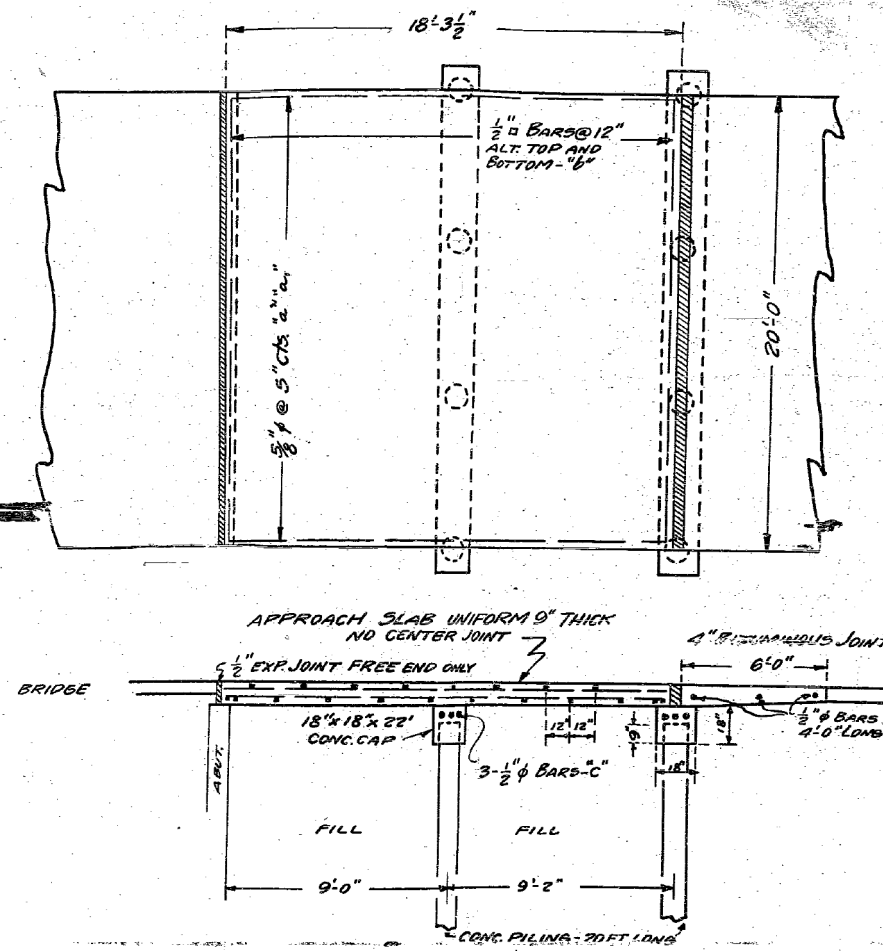 18'-3 1/2"
1/2" ⌑ BARS @ 12"
ALT. TOP AND
BOTTOM - "b"
5/8" ϕ @ 5" CTS. "a" "a,"
20'-0"
APPROACH SLAB UNIFORM 9" THICK
NO CENTER JOINT
4" BITUMINOUS JOINT
1/2" EXP. JOINT FREE END ONLY
6'-0"
BRIDGE
18" x 18" x 22'
CONC. CAP
12" 12"
9"
18"
1/2" ϕ BARS
4'-0" LONG
3 - 1/2" ϕ BARS - "C"
18"
ABUT.
FILL FILL
9'-0" 9'-2"
CONC. PILING - 20 FT LONG